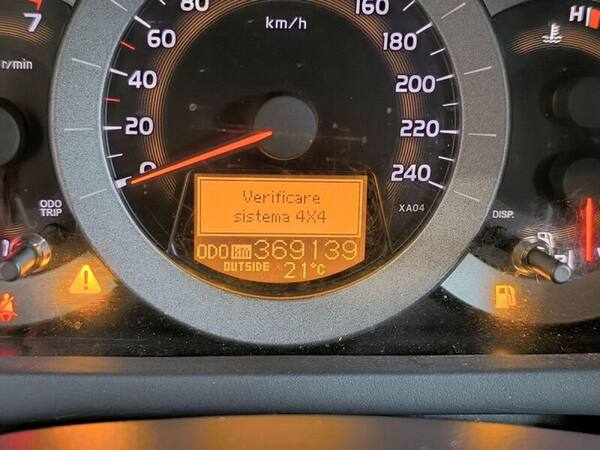 7
r/min
ODO
TRIP
km/h
0
20
40
60
80
160
180
200
220
240
XA04
Verificare
sistema 4X4
ODO km 369139
OUTSIDE 21°C
DISP.
H